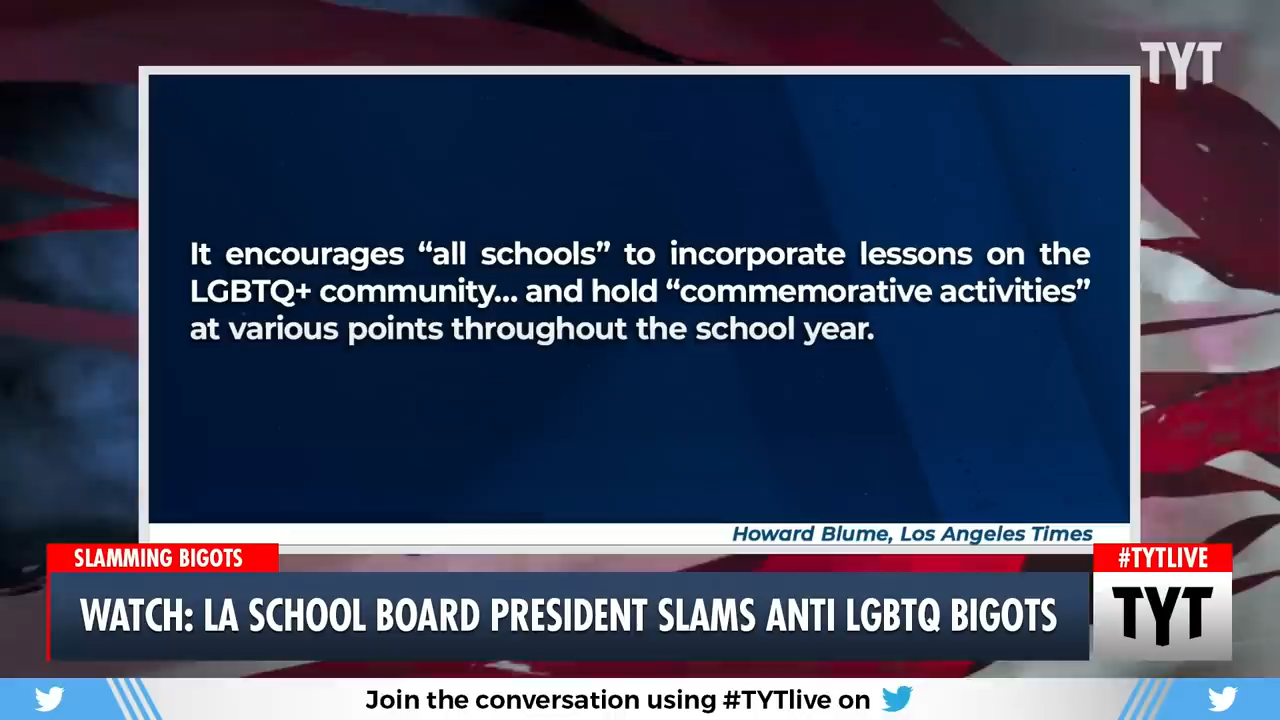 TYT
It encourages “all schools” to incorporate lessons on the
LGBTQ+ community... and hold “commemorative activities”
at various points throughout the school year.
Howard Blume, Los Angeles Times
SLAMMING BIGOTS
#TYTLIVE
WATCH: LA SCHOOL BOARD PRESIDENT SLAMS ANTI LGBTQ BIGOTS
TYT
Join the conversation using #TYTlive on